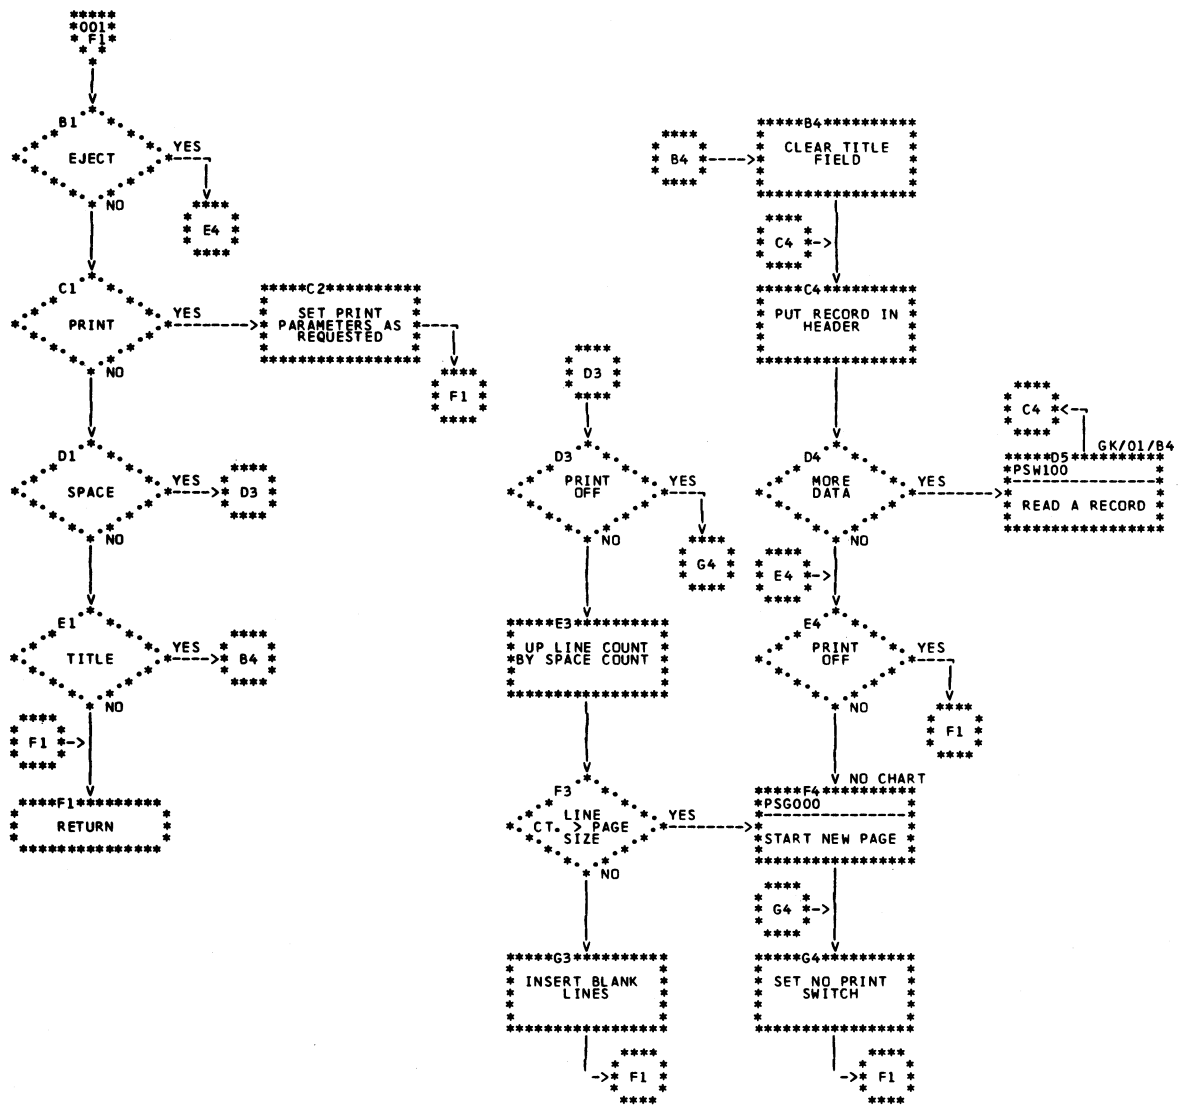 001
F1
B1
EJECT
YES
NO
E4
C1
PRINT
YES
NO
C2
SET PRINT
PARAMETERS AS
REQUESTED
F1
D1
SPACE
YES
NO
D3
E1
TITLE
YES
NO
B4
F1
F1
RETURN
D3
D3
PRINT
OFF
YES
NO
G4
E3
UP LINE COUNT
BY SPACE COUNT
F3
LINE
CT. > PAGE
SIZE
YES
NO
G3
INSERT BLANK
LINES
F1
B4
B4
CLEAR TITLE
FIELD
C4
C4
PUT RECORD IN
HEADER
D4
MORE
DATA
YES
NO
C4
GK/01/B4
D5
PSW100
READ A RECORD
E4
E4
PRINT
OFF
YES
NO
F1
NO CHART
F4
PSG000
START NEW PAGE
G4
G4
SET NO PRINT
SWITCH
F1